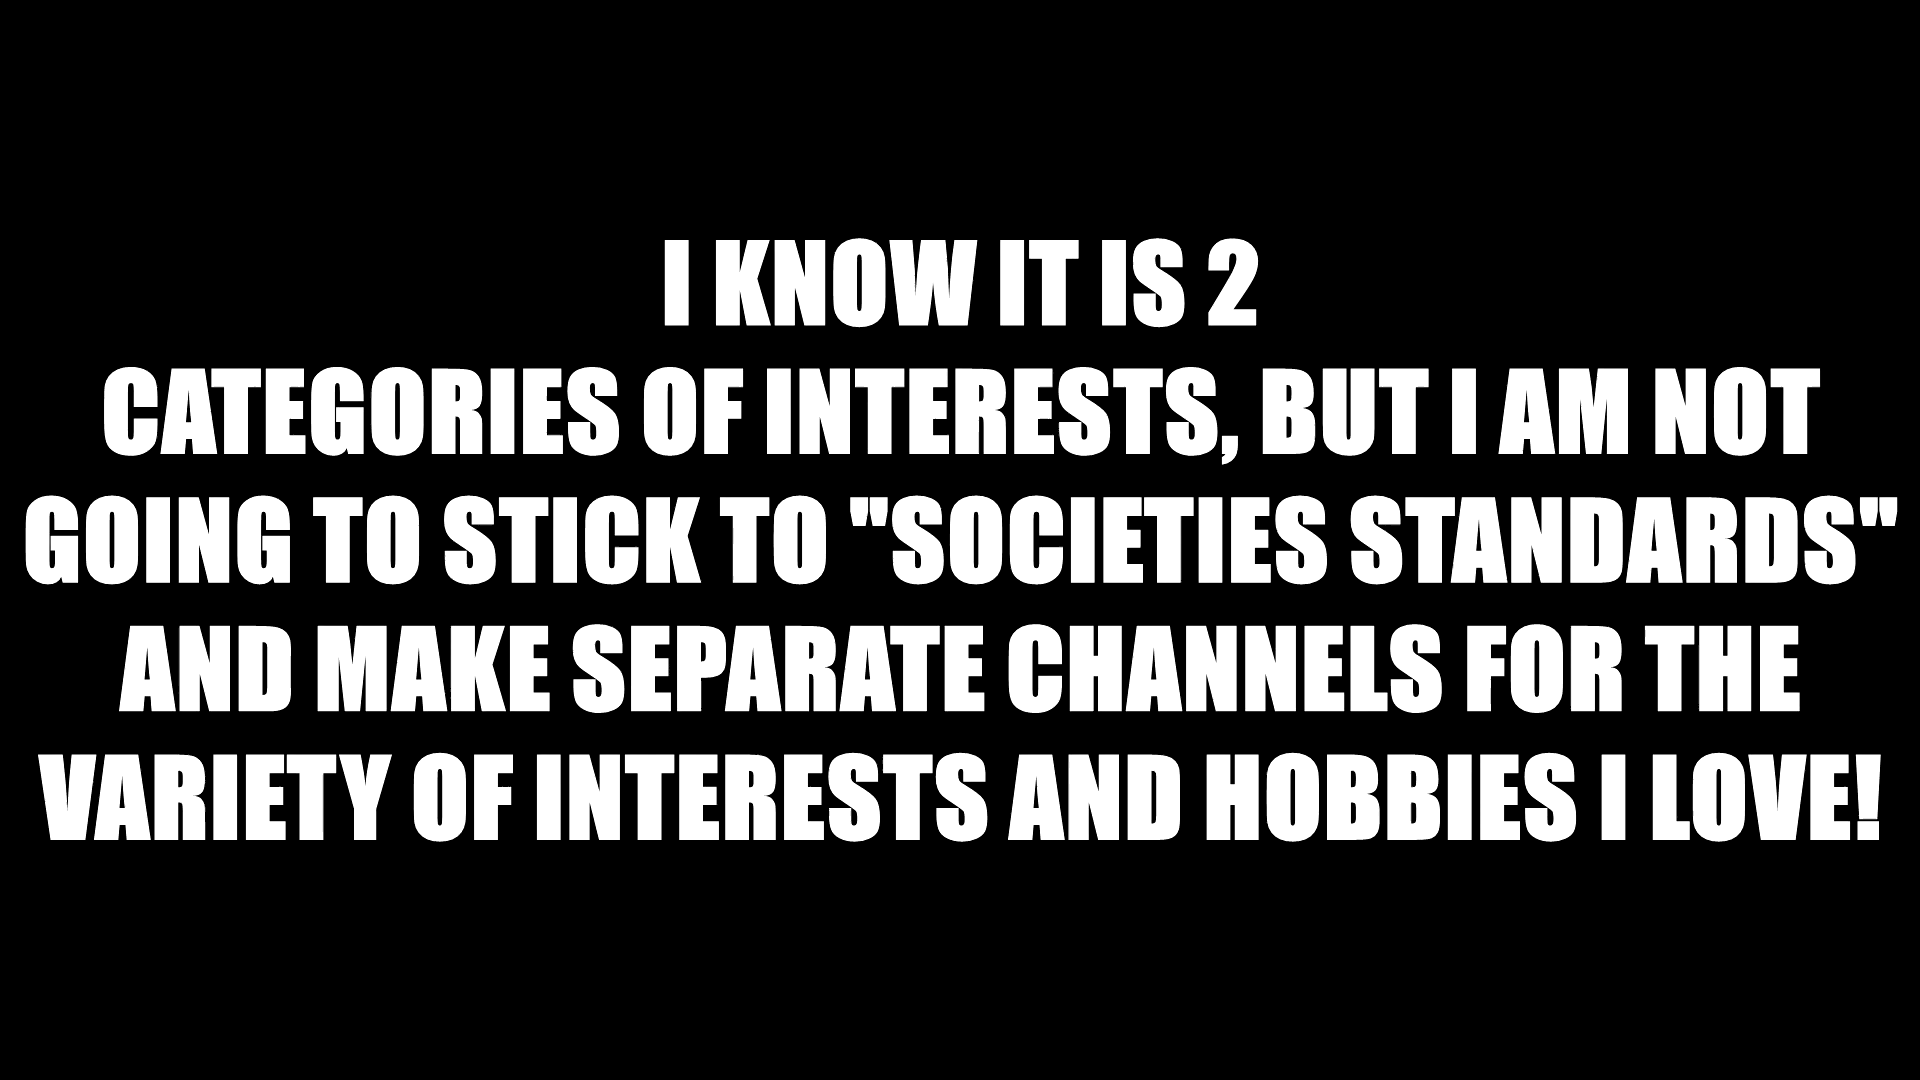 I KNOW IT IS 2
CATEGORIES OF INTERESTS, BUT I AM NOT
GOING TO STICK TO "SOCIETIES STANDARDS"
AND MAKE SEPARATE CHANNELS FOR THE
VARIETY OF INTERESTS AND HOBBIES I LOVE!